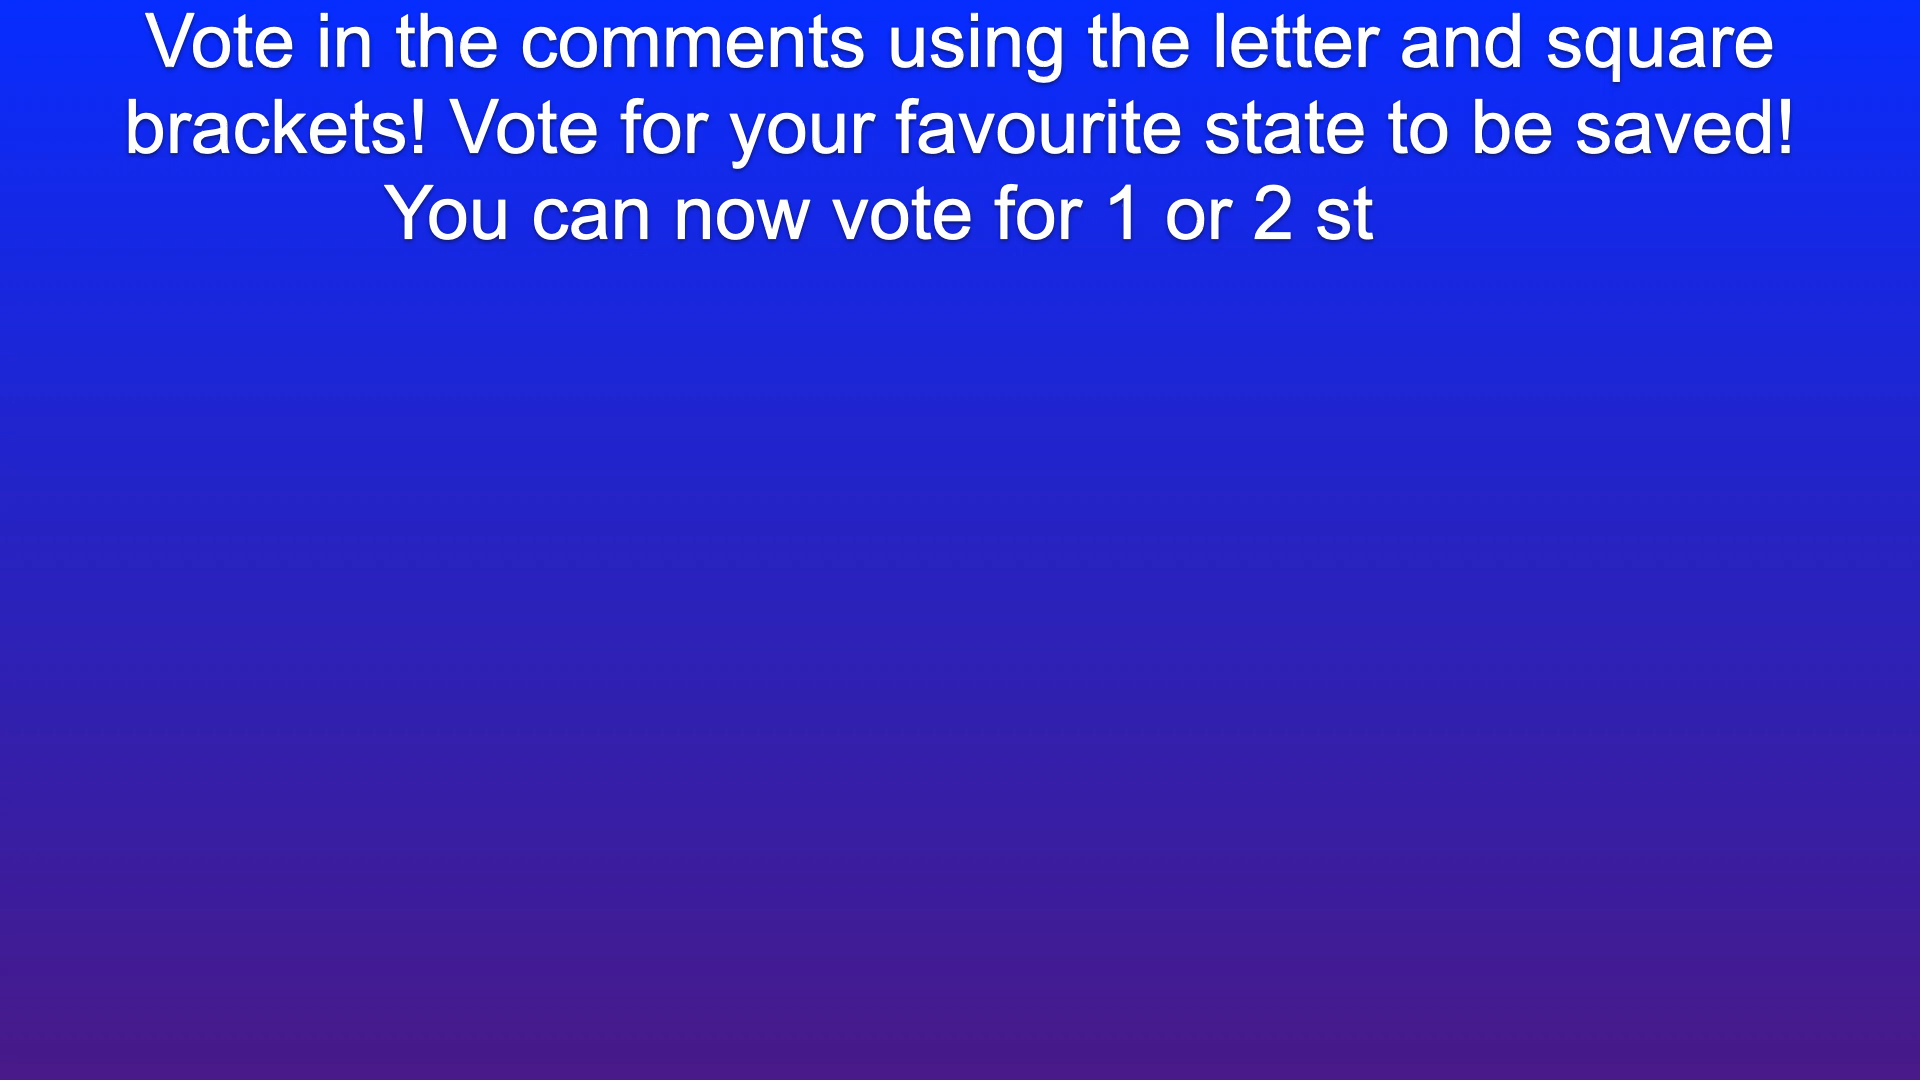 Vote in the comments using the letter and square
brackets! Vote for your favourite state to be saved!
You can now vote for 1 or 2 st